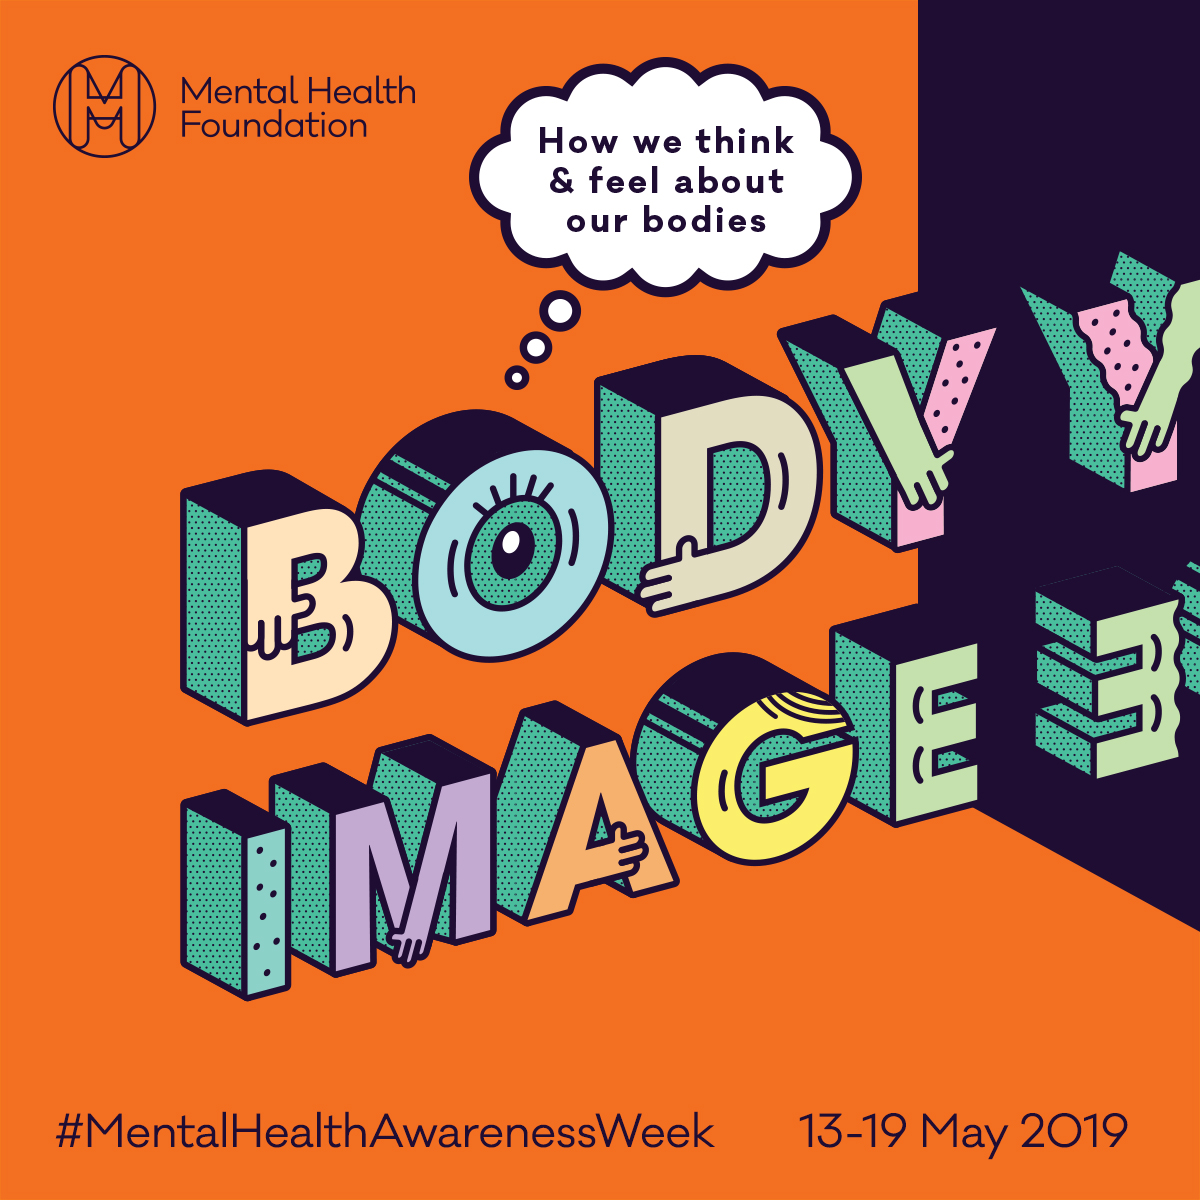 Mental Health
Foundation
How we think
& feel about
our bodies
BODY Y
IMAGE E
#MentalHealthAwarenessWeek
13-19 May 2019